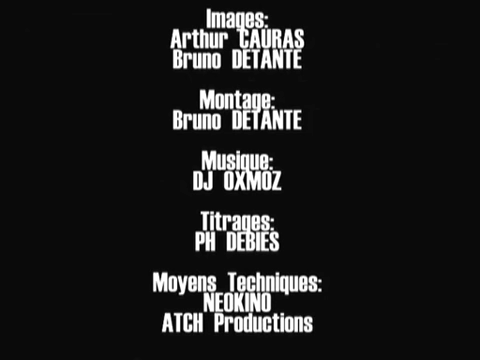 Images:
Arthur CAURAS
Bruno DETANTE
Montage:
Bruno DETANTE
Musique:
DJ OXMOZ
Titrages:
PH DEBIES
Moyens Techniques:
NEOKINO
ATCH Productions